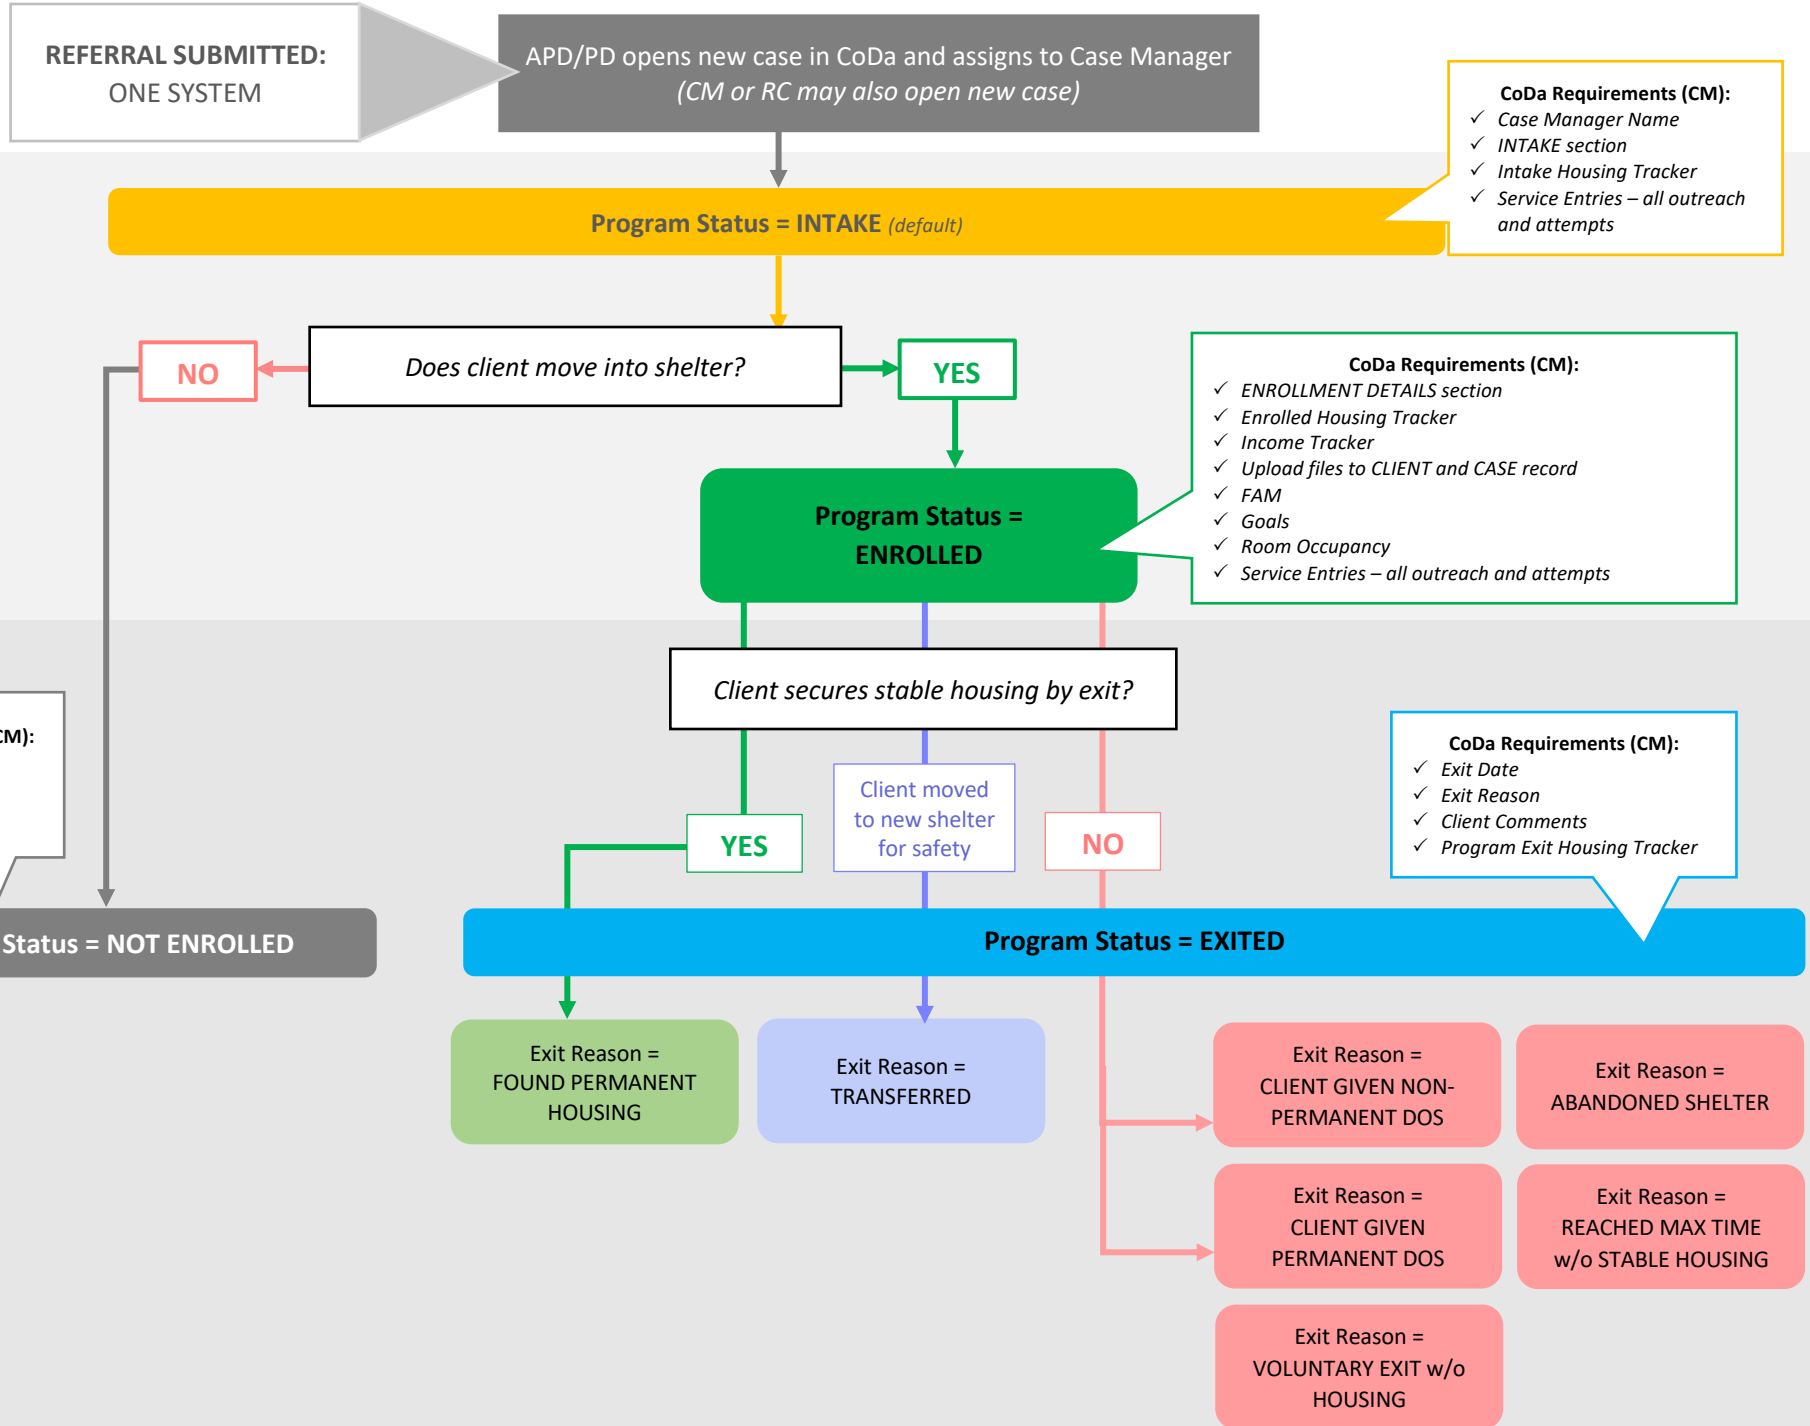 REFERRAL SUBMITTED:
ONE SYSTEM
APD/PD opens new case in CoDa and assigns to Case Manager
(CM or RC may also open new case)
CoDa Requirements (CM):
✓ Case Manager Name
✓ INTAKE section
✓ Intake Housing Tracker
✓ Service Entries – all outreach
and attempts
Program Status = INTAKE (default)
NO
Does client move into shelter?
YES
CoDa Requirements (CM):
✓ ENROLLMENT DETAILS section
✓ Enrolled Housing Tracker
✓ Income Tracker
✓ Upload files to CLIENT and CASE record
✓ FAM
✓ Goals
✓ Room Occupancy
✓ Service Entries – all outreach and attempts
Program Status =
ENROLLED
Client secures stable housing by exit?
CM):
YES
Client moved
to new shelter
for safety
NO
CoDa Requirements (CM):
✓ Exit Date
✓ Exit Reason
✓ Client Comments
✓ Program Exit Housing Tracker
Status = NOT ENROLLED
Program Status = EXITED
Exit Reason =
FOUND PERMANENT
HOUSING
Exit Reason =
TRANSFERRED
Exit Reason =
CLIENT GIVEN NON-
PERMANENT DOS
Exit Reason =
ABANDONED SHELTER
Exit Reason =
CLIENT GIVEN
PERMANENT DOS
Exit Reason =
REACHED MAX TIME
w/o STABLE HOUSING
Exit Reason =
VOLUNTARY EXIT w/o
HOUSING